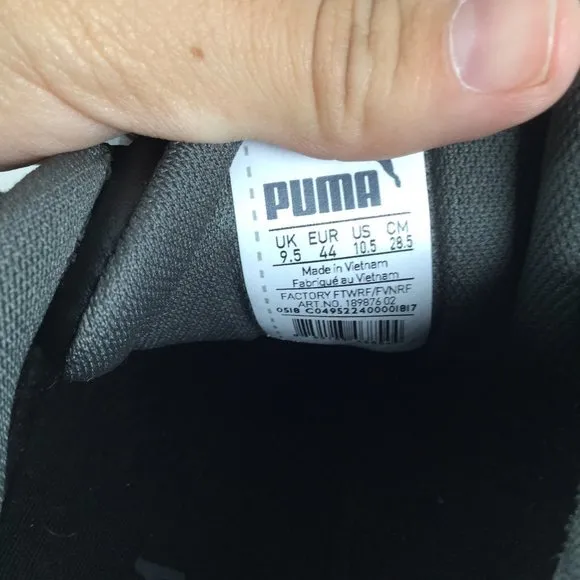 PUMA
UK EUR US CM
9.5 44 10.5 28.5
Made in Vietnam
Fabriqué au Vietnam
FACTORY FTWRF/FVNRF
ART.NO. 189876 02
0518 C0495224000001817